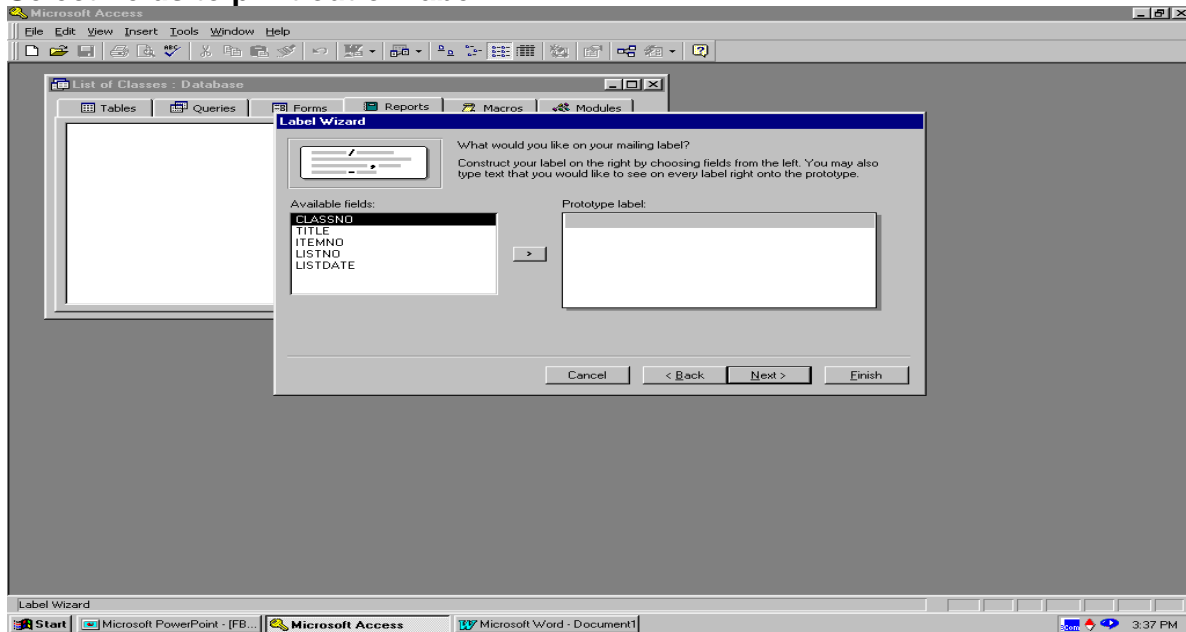 Microsoft Access
File Edit View Insert Tools Window Help
List of Classes : Database
Tables Queries Forms Reports Macros Modules
Label Wizard
What would you like on your mailing label?
Construct your label on the right by choosing fields from the left. You may also
type text that you would like to see on every label right onto the prototype.
Available fields:
Prototype label:
CLASSNO
TITLE
ITEMNO
LISTNO
LISTDATE
>
Cancel < Back Next > Finish
Label Wizard
Start Microsoft PowerPoint - [FB... Microsoft Access Microsoft Word - Document1 3Com 3:37 PM